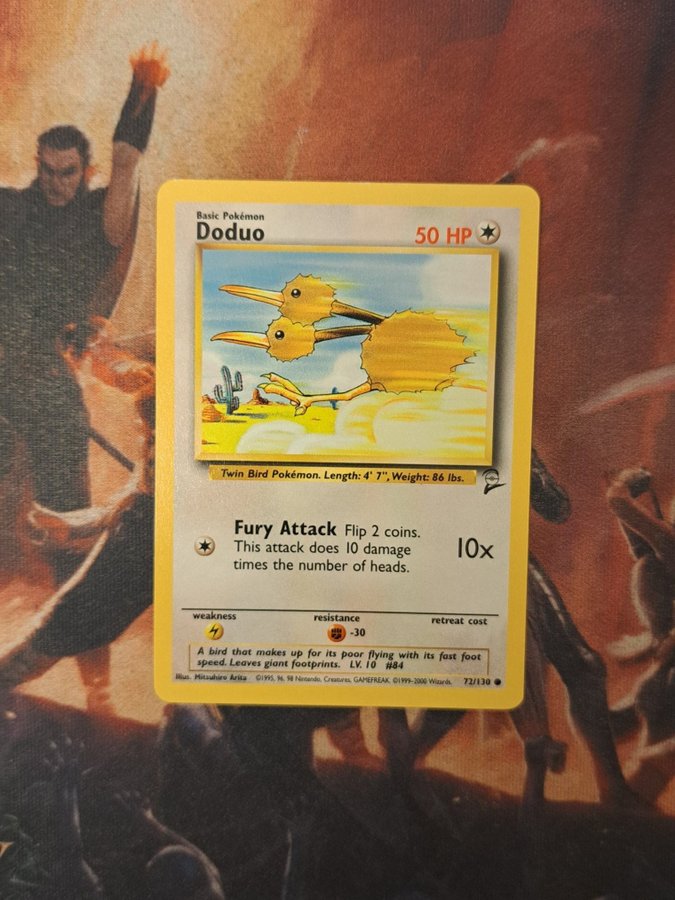 Basic Pokémon
Doduo
50 HP
Twin Bird Pokémon. Length: 4' 7", Weight: 86 lbs.
Fury Attack Flip 2 coins.
This attack does 10 damage
times the number of heads.
10x
weakness resistance retreat cost
-30
A bird that makes up for its poor flying with its fast foot
speed. Leaves giant footprints. LV. 10 #84
Illus. Mitsuhiro Arita ©1995, 96, 98 Nintendo, Creatures, GAMEFREAK. ©1999-2000 Wizards. 72/130